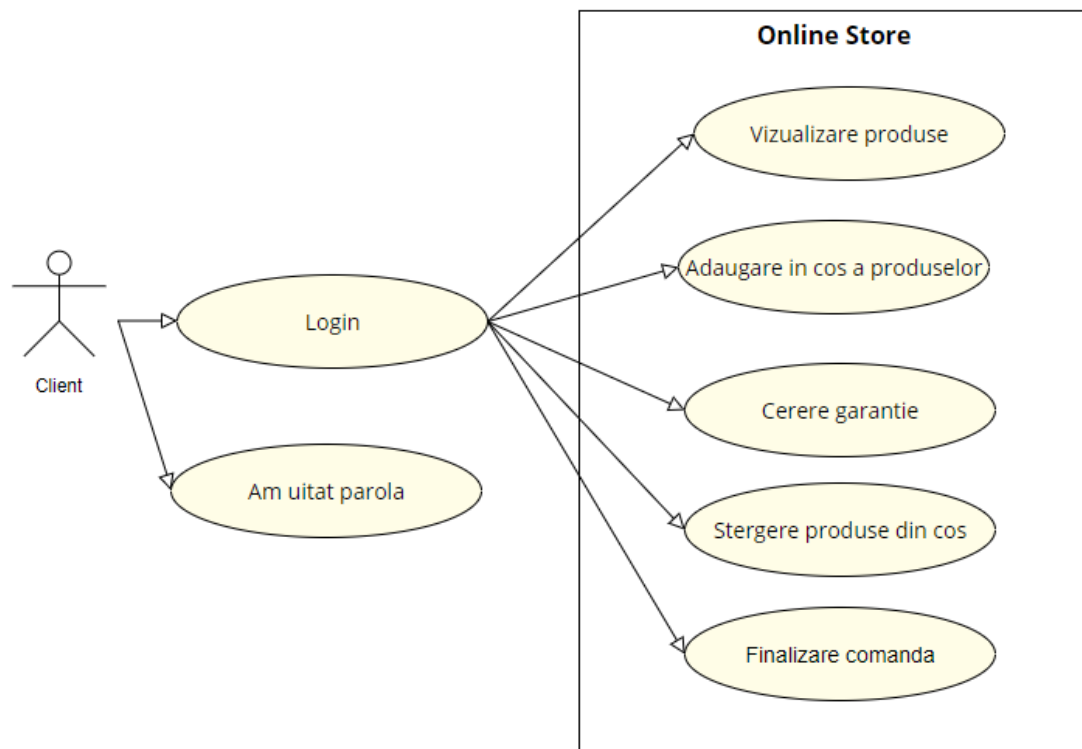 Online Store
Vizualizare produse
Adaugare in cos a produselor
Login
Client
Cerere garantie
Am uitat parola
Stergere produse din cos
Finalizare comanda